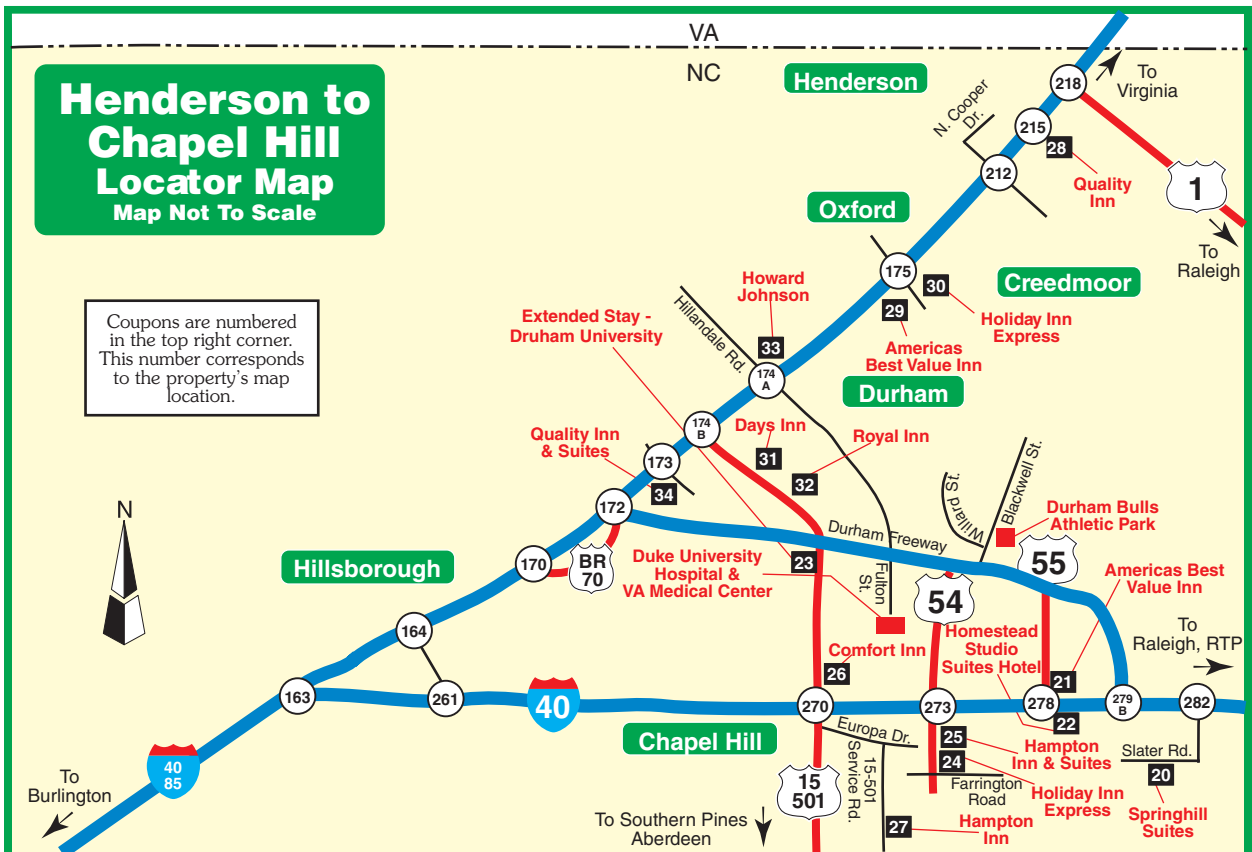 VA
NC
Henderson to
Chapel Hill
Locator Map
Map Not To Scale
Henderson
218
To
Virginia
N. Cooper
Dr.
215
28
Quality
Inn
212
1
To
Raleigh
Oxford
175
30
Creedmoor
Holiday Inn
Express
29
Americas
Best Value Inn
Coupons are numbered
in the top right corner.
This number corresponds
to the property's map
location.
Howard
Johnson
33
Hillandale Rd.
Extended Stay -
Druham University
174
A
Durham
174
B
Days Inn
31
Royal Inn
32
Quality Inn
& Suites
173
34
172
N
Durham Freeway
Willard St.
Blackwell St.
Durham Bulls
Athletic Park
Hillsborough
170
BR
70
Duke University
Hospital &
VA Medical Center
23
Fulton
St.
54
55
Americas Best
Value Inn
164
Homestead
Studio
Suites Hotel
To
Raleigh, RTP
Comfort Inn
26
21
163
261
40
270
273
278
279
B
282
22
Chapel Hill
Europa Dr.
25
Hampton
Inn & Suites
Slater Rd.
20
Springhill
Suites
40
85
To
Burlington
15
501
15-501
Service Rd.
24
Farrington
Road
Holiday Inn
Express
To Southern Pines
Aberdeen
27
Hampton
Inn